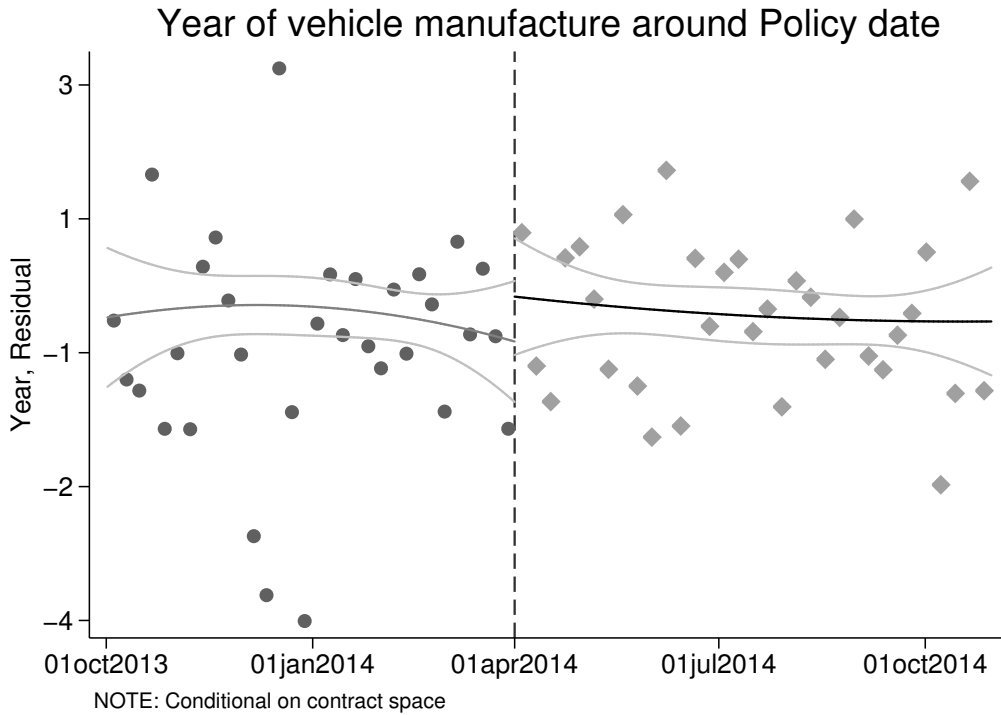 Year of vehicle manufacture around Policy date
Year, Residual
3
1
−1
−2
−4
01oct2013
01jan2014
01apr2014
01jul2014
01oct2014
NOTE: Conditional on contract space